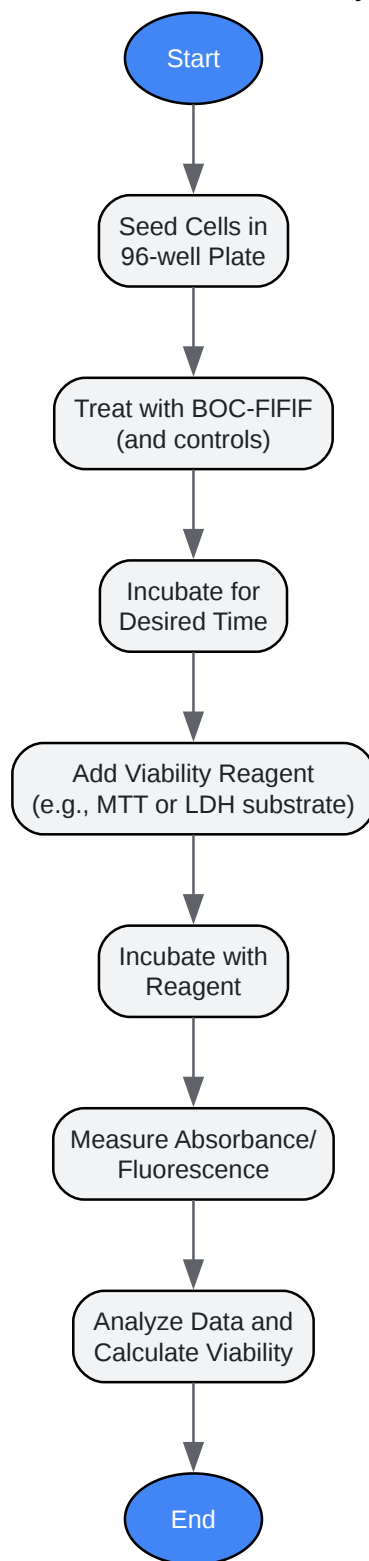 Start
Seed Cells in
96-well Plate
Treat with BOC-FlFlF
(and controls)
Incubate for
Desired Time
Add Viability Reagent
(e.g., MTT or LDH substrate)
Incubate with
Reagent
Measure Absorbance/
Fluorescence
Analyze Data and
Calculate Viability
End